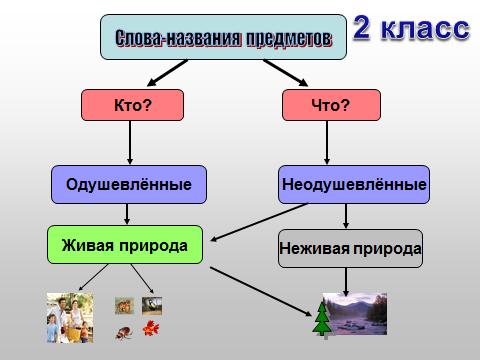 Слова-названия предметов
2 класс
Кто?
Что?
Одушевлённые
Неодушевлённые
Живая природа
Неживая природа